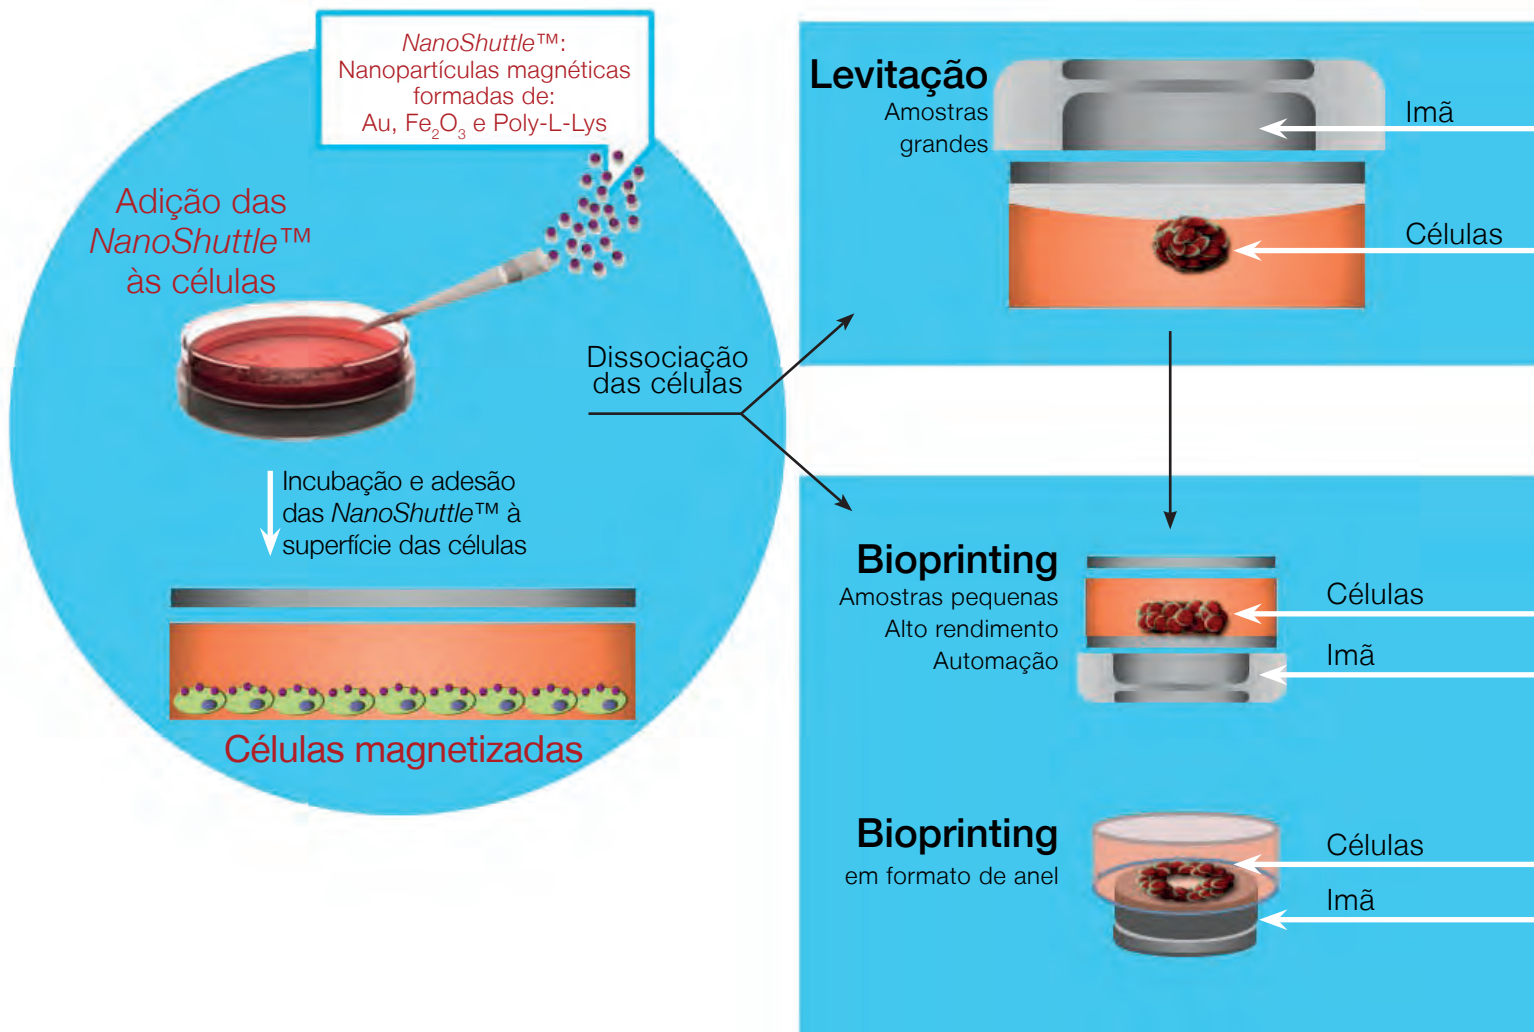 NanoShuttle™:
Nanopartículas magnéticas
formadas de:
Au, Fe₂O₃ e Poly-L-Lys
Adição das
NanoShuttle™
às células
Incubação e adesão
das NanoShuttle™ à
superfície das células
Células magnetizadas
Dissociação
das células
Levitação
Amostras
grandes
Imã
Células
Bioprinting
Amostras pequenas
Alto rendimento
Automação
Células
Imã
Bioprinting
em formato de anel
Células
Imã